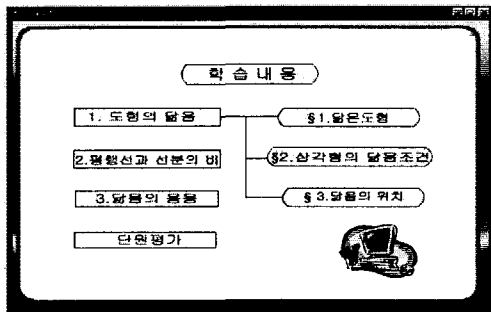 학 습 내 용
1. 도형의 닮음
§1.닮은도형
2.평행선과 선분의 비
§2.삼각형의 닮음조건
3.닮음의 응용
§3.닮음의 위치
단원평가